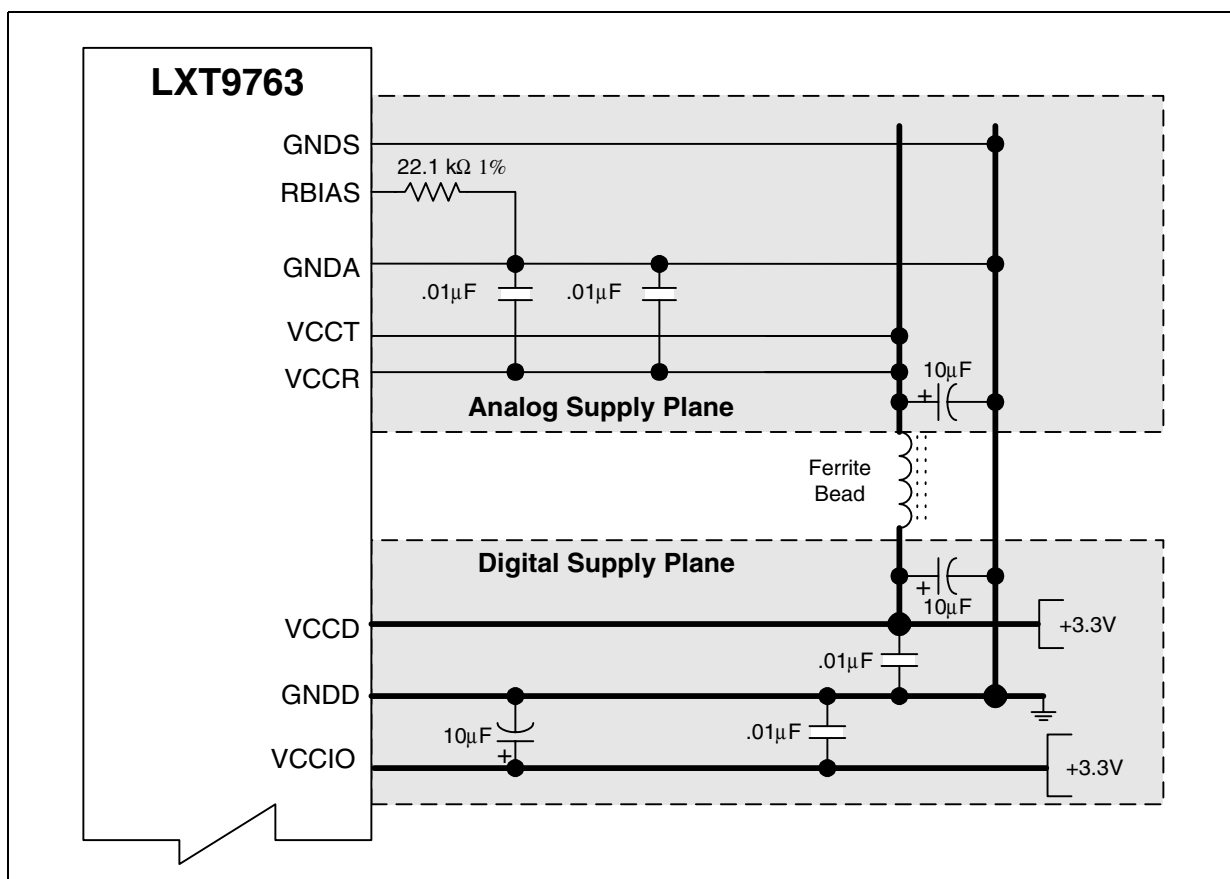 LXT9763
GNDS
22.1 kΩ 1%
RBIAS
GNDA
.01μF
.01μF
VCCT
10μF
VCCR
+
Analog Supply Plane
Ferrite
Bead
Digital Supply Plane
+
10μF
VCCD
+3.3V
.01μF
GNDD
10μF
.01μF
VCCIO
+
+3.3V